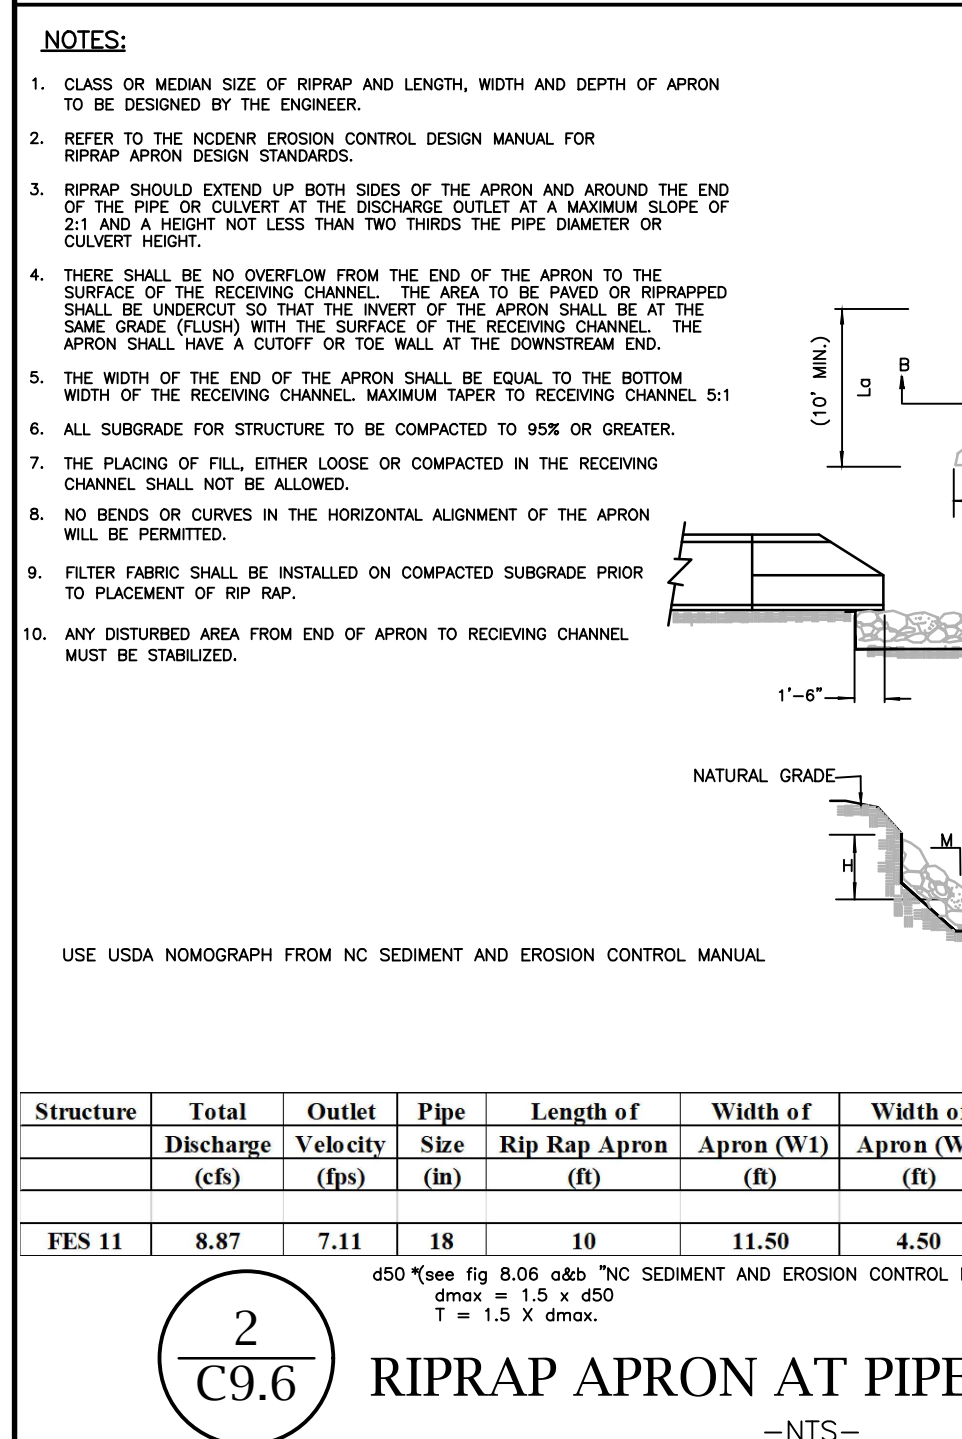 NOTES:
1. CLASS OR MEDIAN SIZE OF RIPRAP AND LENGTH, WIDTH AND DEPTH OF APRON
TO BE DESIGNED BY THE ENGINEER.
2. REFER TO THE NCDENR EROSION CONTROL DESIGN MANUAL FOR
RIPRAP APRON DESIGN STANDARDS.
3. RIPRAP SHOULD EXTEND UP BOTH SIDES OF THE APRON AND AROUND THE END
OF THE PIPE OR CULVERT AT THE DISCHARGE OUTLET AT A MAXIMUM SLOPE OF
2:1 AND A HEIGHT NOT LESS THAN TWO THIRDS THE PIPE DIAMETER OR
CULVERT HEIGHT.
4. THERE SHALL BE NO OVERFLOW FROM THE END OF THE APRON TO THE
SURFACE OF THE RECEIVING CHANNEL. THE AREA TO BE PAVED OR RIPRAPPED
SHALL BE UNDERCUT SO THAT THE INVERT OF THE APRON SHALL BE AT THE
SAME GRADE (FLUSH) WITH THE SURFACE OF THE RECEIVING CHANNEL. THE
APRON SHALL HAVE A CUTOFF OR TOE WALL AT THE DOWNSTREAM END.
5. THE WIDTH OF THE END OF THE APRON SHALL BE EQUAL TO THE BOTTOM
WIDTH OF THE RECEIVING CHANNEL. MAXIMUM TAPER TO RECEIVING CHANNEL 5:1
6. ALL SUBGRADE FOR STRUCTURE TO BE COMPACTED TO 95% OR GREATER.
7. THE PLACING OF FILL, EITHER LOOSE OR COMPACTED IN THE RECEIVING
CHANNEL SHALL NOT BE ALLOWED.
8. NO BENDS OR CURVES IN THE HORIZONTAL ALIGNMENT OF THE APRON
WILL BE PERMITTED.
9. FILTER FABRIC SHALL BE INSTALLED ON COMPACTED SUBGRADE PRIOR
TO PLACEMENT OF RIP RAP.
10. ANY DISTURBED AREA FROM END OF APRON TO RECIEVING CHANNEL
MUST BE STABILIZED.
(10' MIN.)
La
B
1'-6"
NATURAL GRADE
H
M
USE USDA NOMOGRAPH FROM NC SEDIMENT AND EROSION CONTROL MANUAL
Structure Total Outlet Pipe Length of Width of Width of
Discharge Velocity Size Rip Rap Apron Apron (W1) Apron (W
(cfs) (fps) (in) (ft) (ft) (ft)
FES 11 8.87 7.11 18 10 11.50 4.50
d50 *(see fig 8.06 a&b "NC SEDIMENT AND EROSION CONTROL
dmax = 1.5 x d50
T = 1.5 X dmax.
2
C9.6
RIPRAP APRON AT PIPE
-NTS-